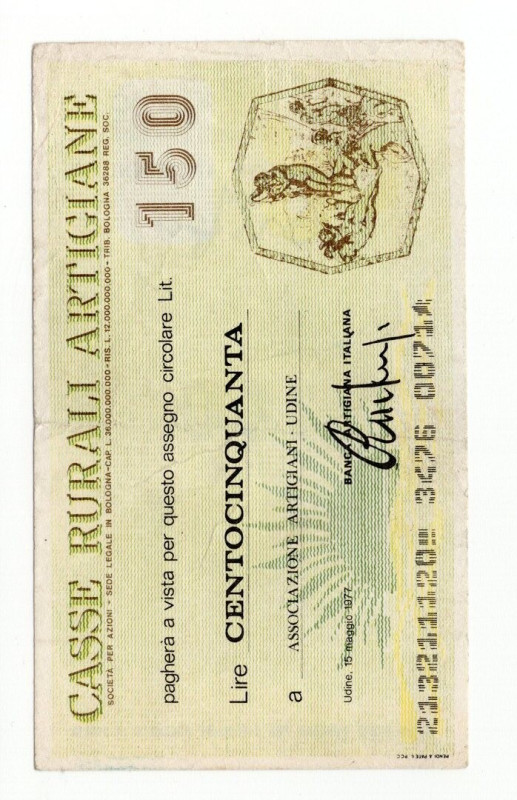 CASSE RURALI ARTIGIANE
SOCIETÀ PER AZIONI - SEDE LEGALE IN BOLOGNA-CAP. L. 36.000.000.000 - RIS. L. 12.000.000.000 - TRIB. BOLOGNA 36288 REG. SOC.
150
pagherà a vista per questo assegno circolare Lit.
Lire CENTOCINQUANTA
a ASSOCIAZIONE ARTIGIANI - UDINE
BANCA ARTIGIANA ITALIANA
Udine, 15 maggio 1977
3476 0071